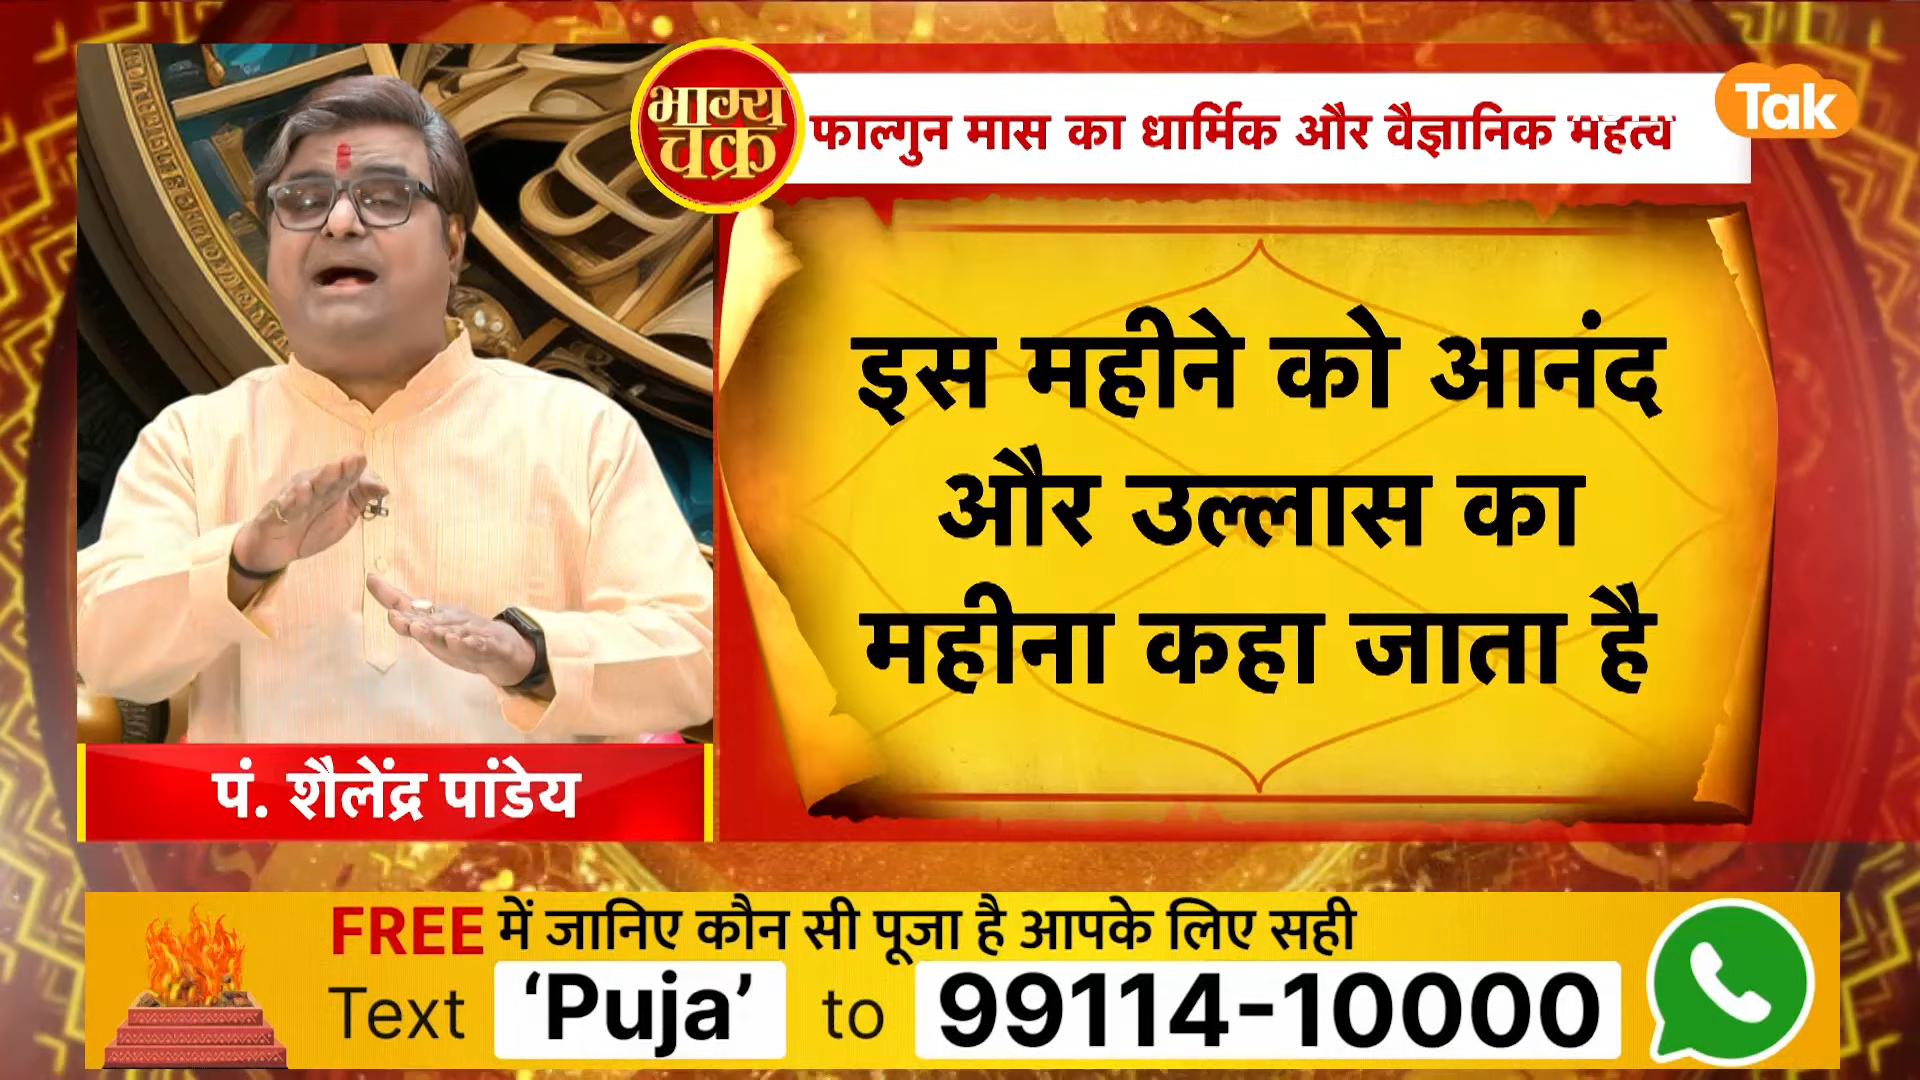 भाग्य चक्र
फाल्गुन मास का धार्मिक और वैज्ञानिक महत्व
Tak
इस महीने को आनंद
और उल्लास का
महीना कहा जाता है
पं. शैलेंद्र पांडेय
FREE में जानिए कौन सी पूजा है आपके लिए सही
Text ‘Puja’ to 99114-10000